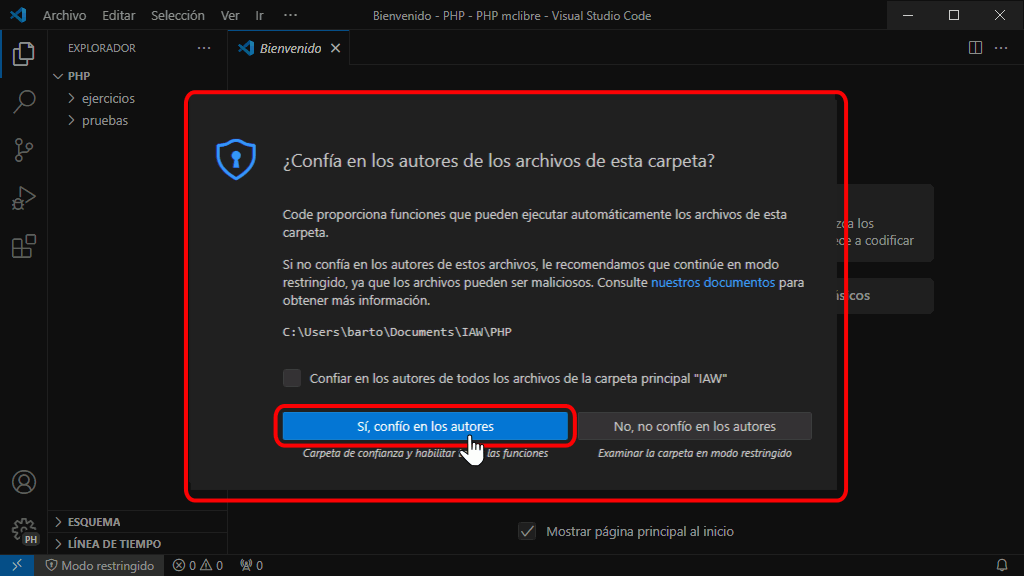 Archivo Editar Selección Ver Ir ··· Bienvenido - PHP - PHP mclibre - Visual Studio Code
EXPLORADOR ···
Bienvenido
PHP
ejercicios
pruebas
¿Confía en los autores de los archivos de esta carpeta?
Code proporciona funciones que pueden ejecutar automáticamente los archivos de esta
carpeta.
Si no confía en los autores de estos archivos, le recomendamos que continúe en modo
restringido, ya que los archivos pueden ser maliciosos. Consulte nuestros documentos para
obtener más información.
C:\Users\barto\Documents\IAW\PHP
Confiar en los autores de todos los archivos de la carpeta principal "IAW"
Sí, confío en los autores
No, no confío en los autores
Carpeta de confianza y habilitar las funciones
Examinar la carpeta en modo restringido
los
a codificar
Mostrar página principal al inicio
ESQUEMA
LÍNEA DE TIEMPO
PH
Modo restringido 0 0 0